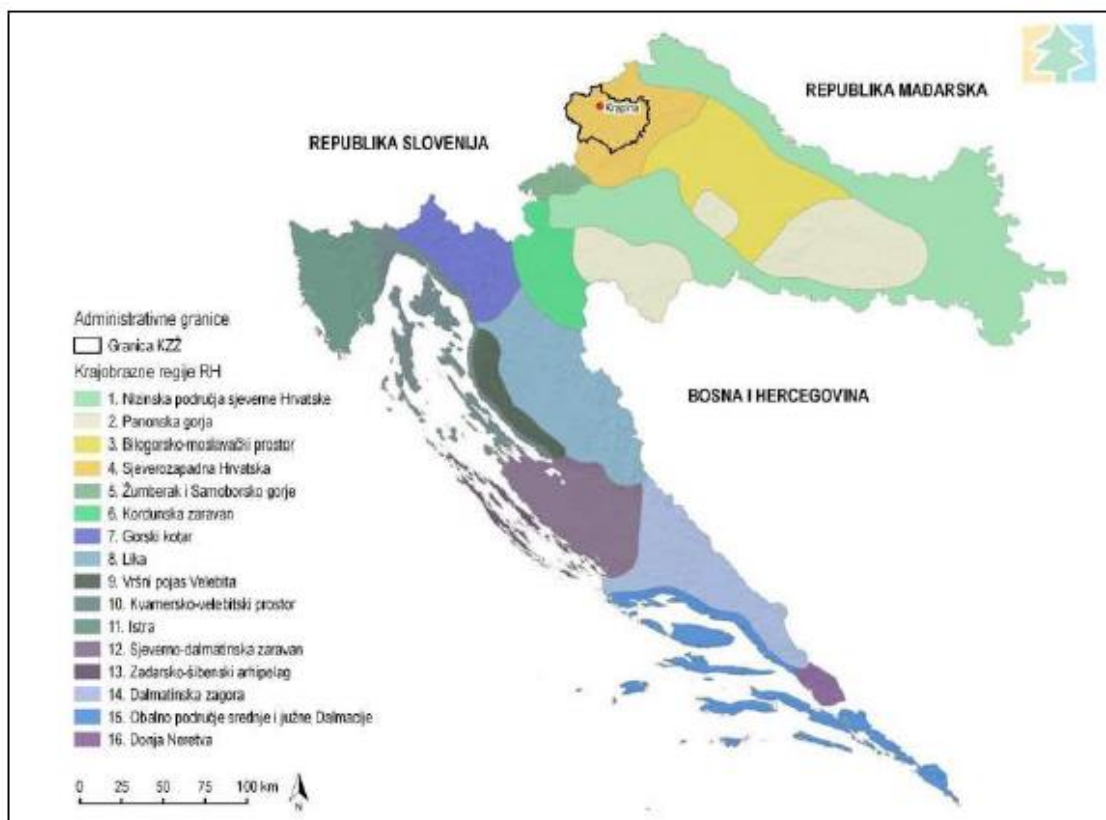 REPUBLIKA MAĐARSKA
Krapina
REPUBLIKA SLOVENIJA
BOSNA I HERCEGOVINA
Administrativne granice
Granica KZŽ
Krajobrazne regije RH
1. Nizinska područja sjeverne Hrvatske
2. Panonska gorja
3. Bilogorsko-moslavački prostor
4. Sjeverozapadna Hrvatska
5. Žumberak i Samoborsko gorje
6. Kordunska zaravan
7. Gorski kotar
8. Lika
9. Vršni pojas Velebita
10. Kvarnersko-velebitski prostor
11. Istra
12. Sjeverno-dalmatinska zaravan
13. Zadarsko-šibenski arhipelag
14. Dalmatinska zagora
15. Obalno područje srednje i južne Dalmacije
16. Donja Neretva
0 25 50 75 100 km
N